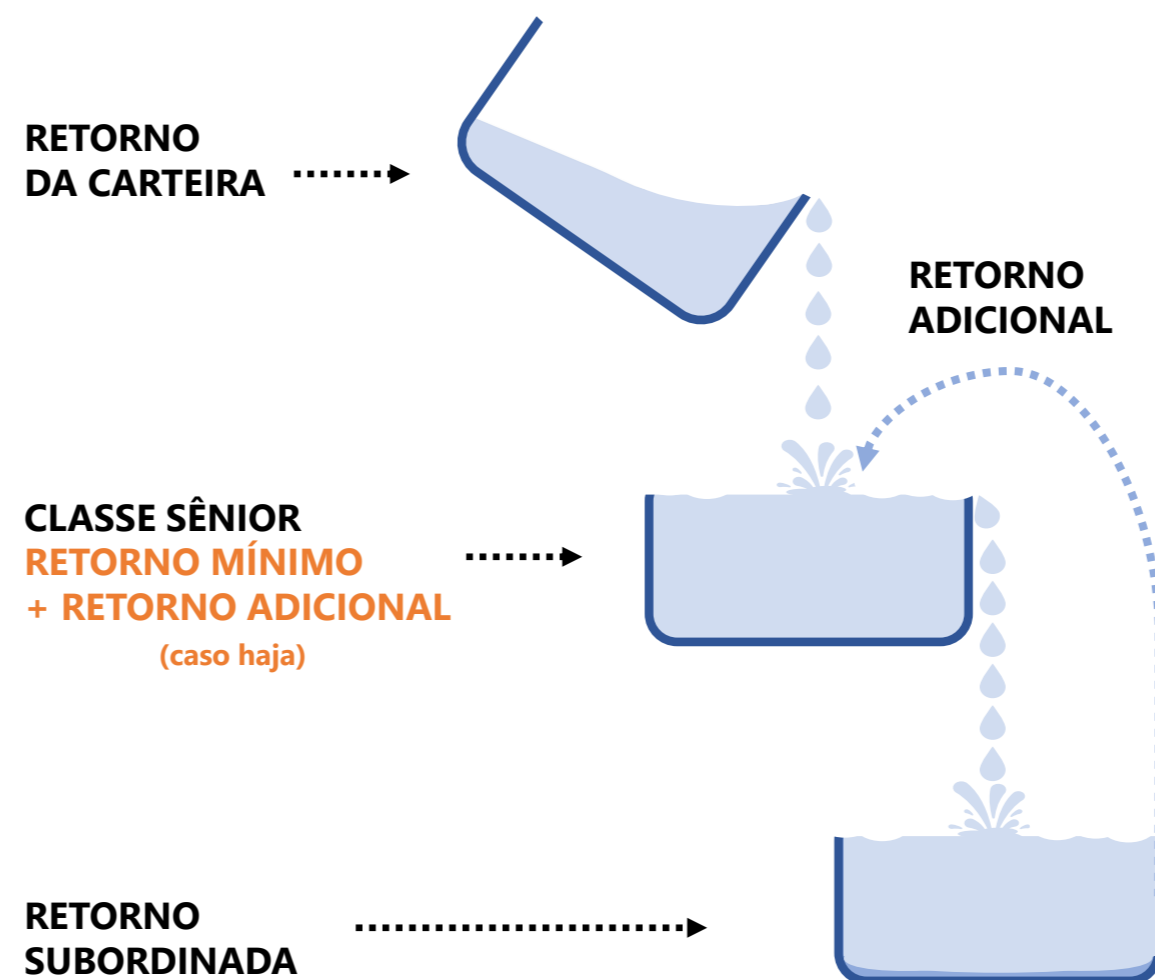 RETORNO
DA CARTEIRA
RETORNO
ADICIONAL
CLASSE SÊNIOR
RETORNO MÍNIMO
+ RETORNO ADICIONAL
(caso haja)
RETORNO
SUBORDINADA